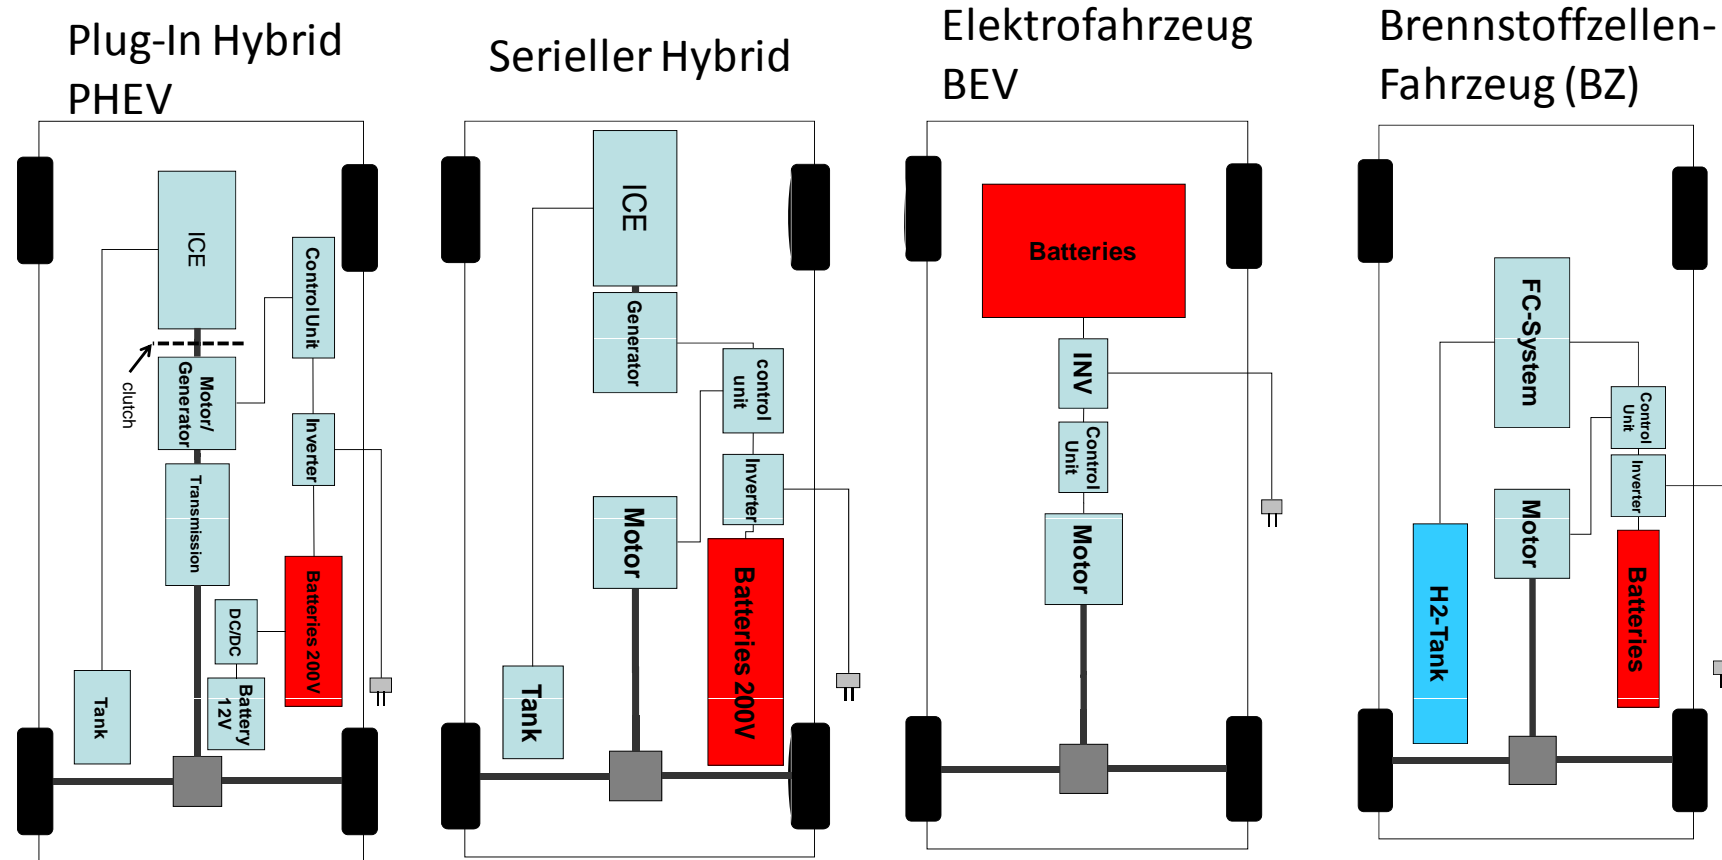 Plug-In Hybrid
PHEV
ICE
Control Unit
clutch
Motor/
Generator
Inverter
Transmission
Batteries 200V
DC/DC
Battery
12V
Tank
Serieller Hybrid
ICE
Generator
control
unit
Inverter
Motor
Batteries 200V
Tank
Elektrofahrzeug
BEV
Batteries
INV
Control
Unit
Motor
Brennstoffzellen-
Fahrzeug (BZ)
FC-System
Control
Unit
Inverter
Motor
H2-Tank
Batteries